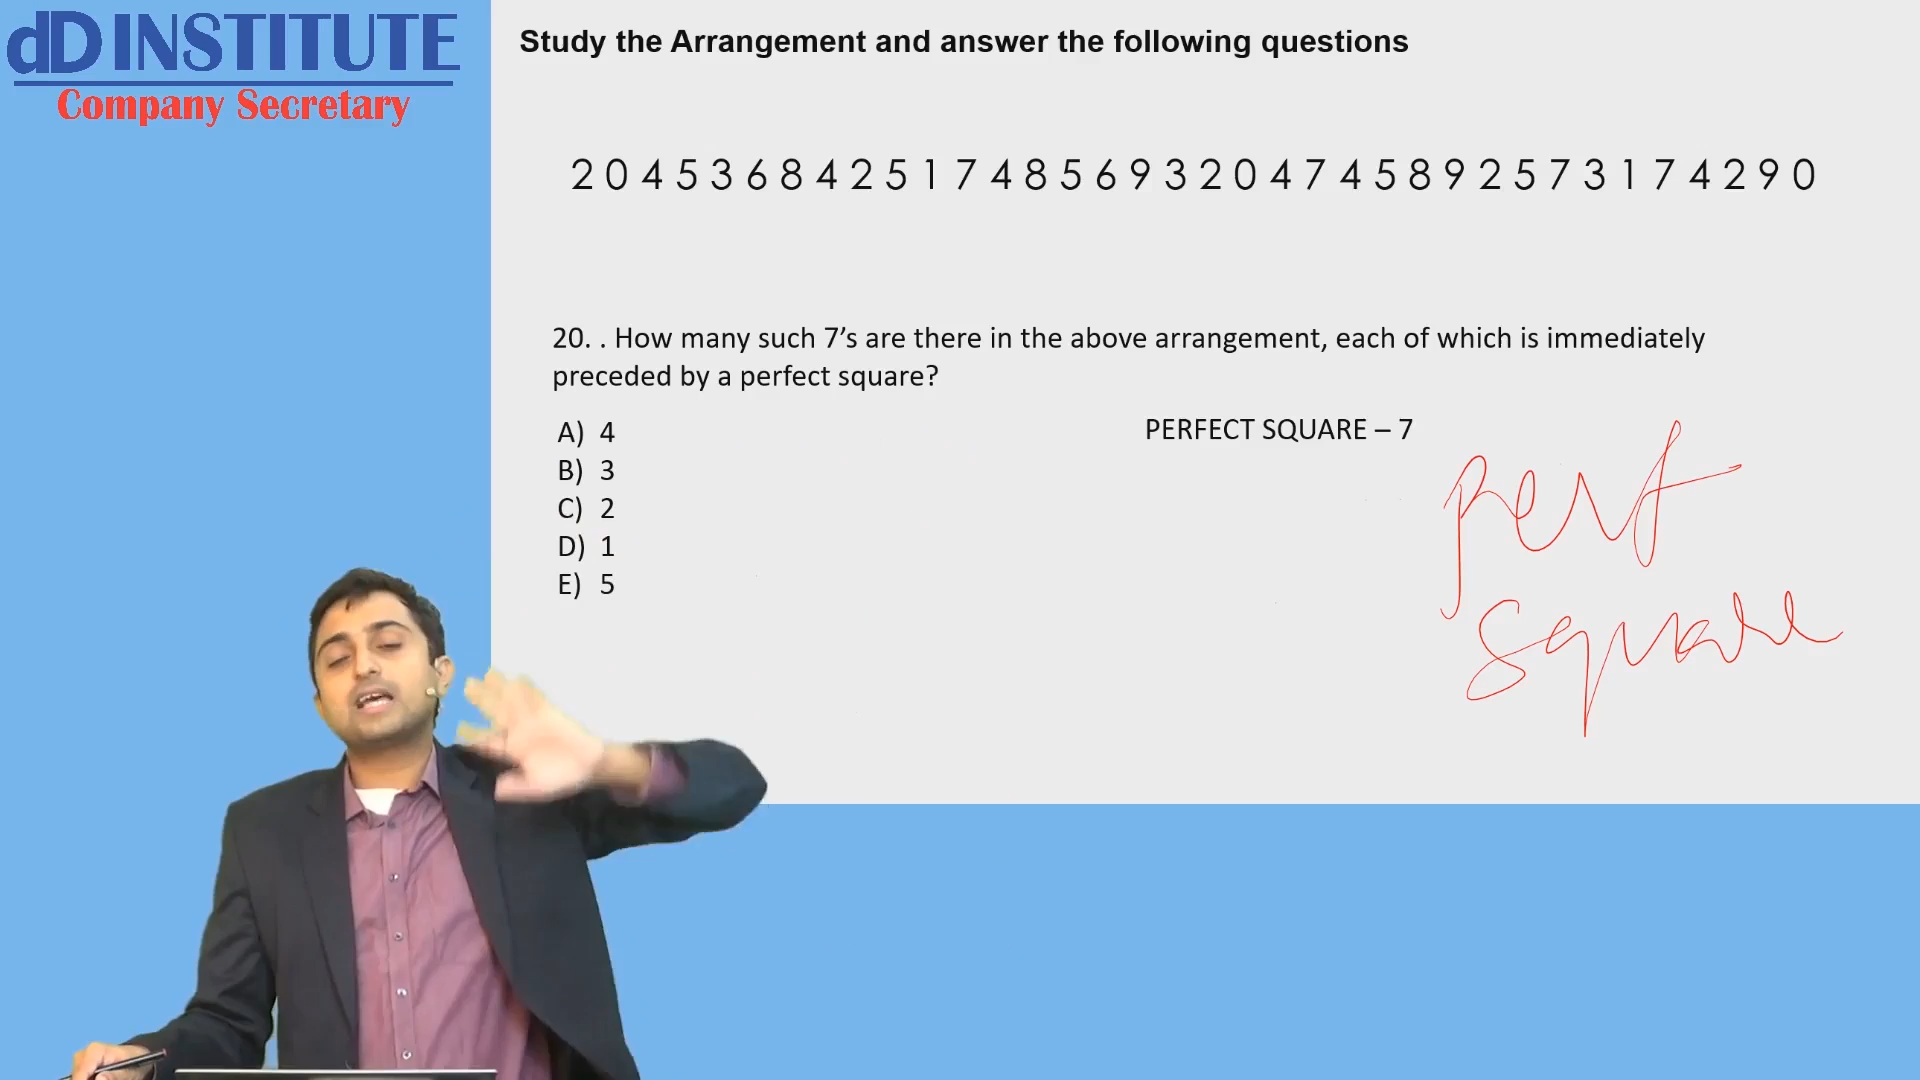 dD INSTITUTE
Company Secretary
Study the Arrangement and answer the following questions
2 0 4 5 3 6 8 4 2 5 1 7 4 8 5 6 9 3 2 0 4 7 4 5 8 9 2 5 7 3 1 7 4 2 9 0
20. . How many such 7’s are there in the above arrangement, each of which is immediately
preceded by a perfect square?
A) 4
B) 3
C) 2
D) 1
E) 5
PERFECT SQUARE – 7
perf
square